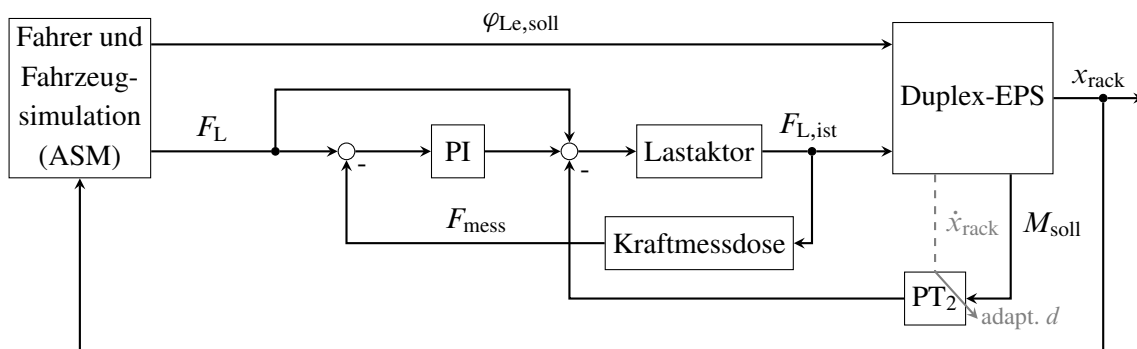 Fahrer und
Fahrzeug-
simulation
(ASM)
φLe,soll
FL
-
PI
-
Lastaktor
FL,ist
Duplex-EPS
xrack
Fmess
Kraftmessdose
ẋrack
Msoll
PT2
adapt. d